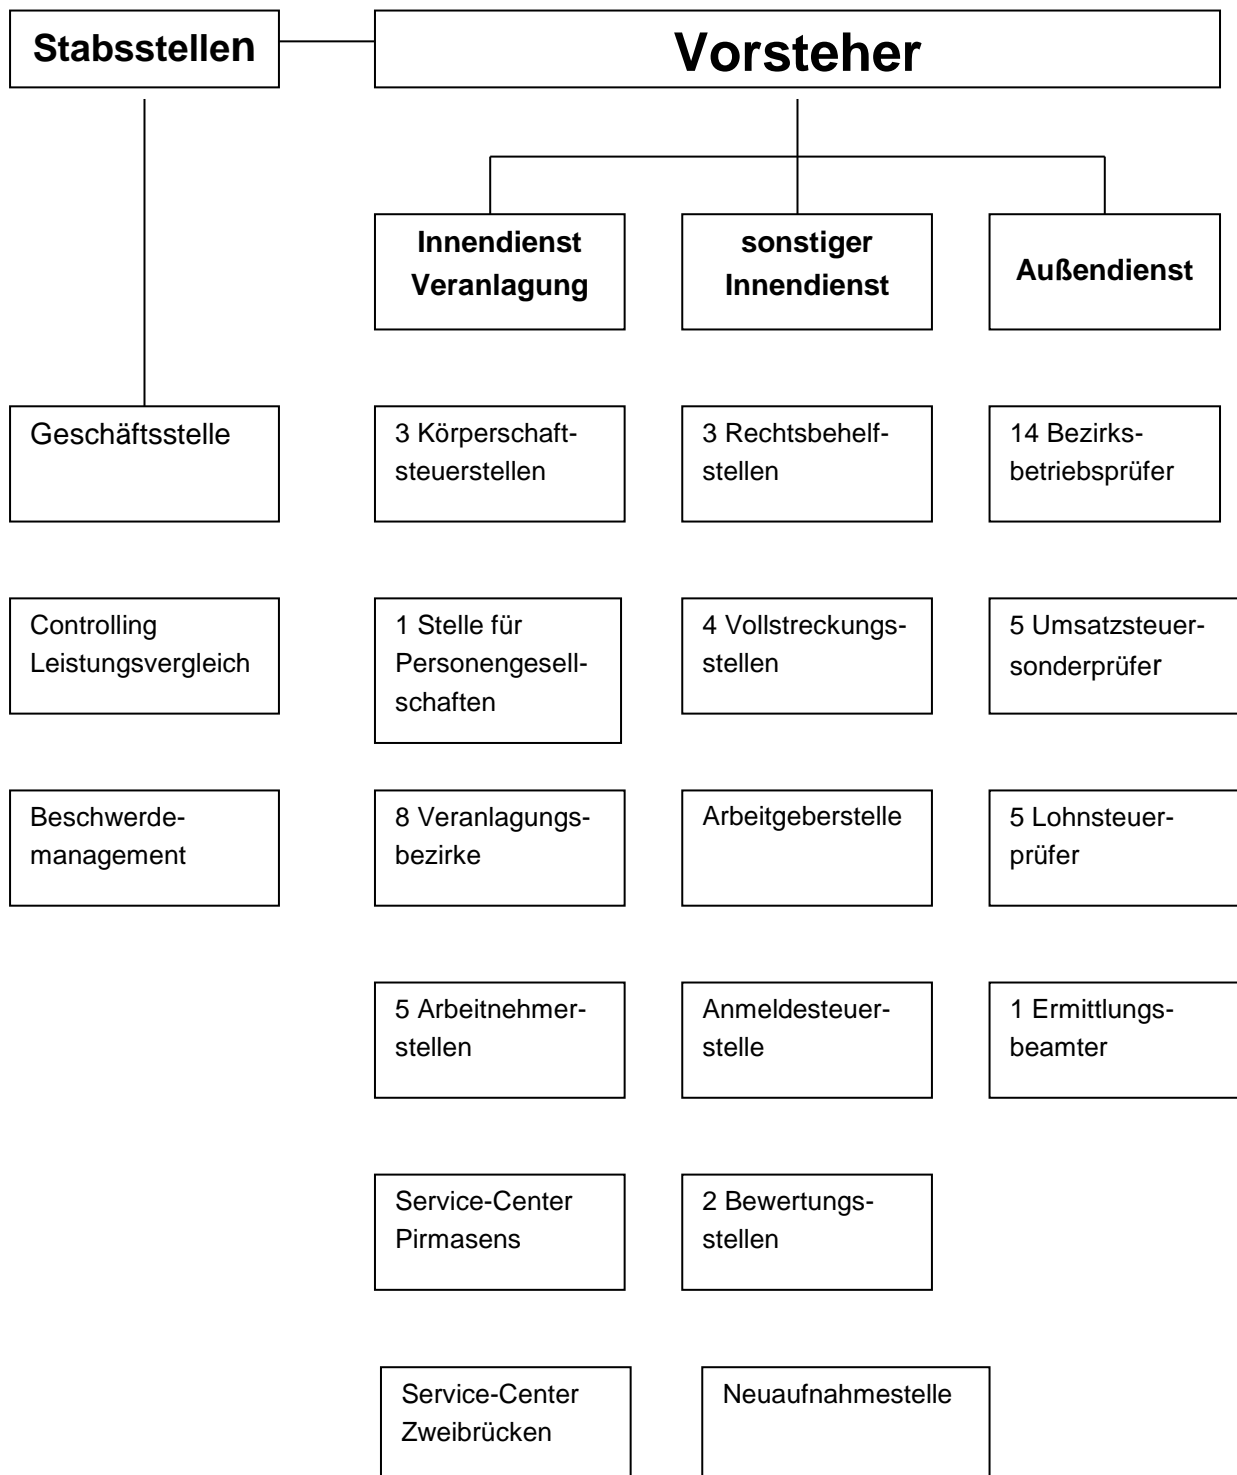 Stabsstellen
Vorsteher
Innendienst
Veranlagung
sonstiger
Innendienst
Außendienst
Geschäftsstelle
3 Körperschaft-
steuerstellen
3 Rechtsbehelf-
stellen
14 Bezirks-
betriebsprüfer
Controlling
Leistungsvergleich
1 Stelle für
Personengesell-
schaften
4 Vollstreckungs-
stellen
5 Umsatzsteuer-
sonderprüfer
Beschwerde-
management
8 Veranlagungs-
bezirke
Arbeitgeberstelle
5 Lohnsteuer-
prüfer
5 Arbeitnehmer-
stellen
Anmeldesteuer-
stelle
1 Ermittlungs-
beamter
Service-Center
Pirmasens
2 Bewertungs-
stellen
Service-Center
Zweibrücken
Neuaufnahmestelle